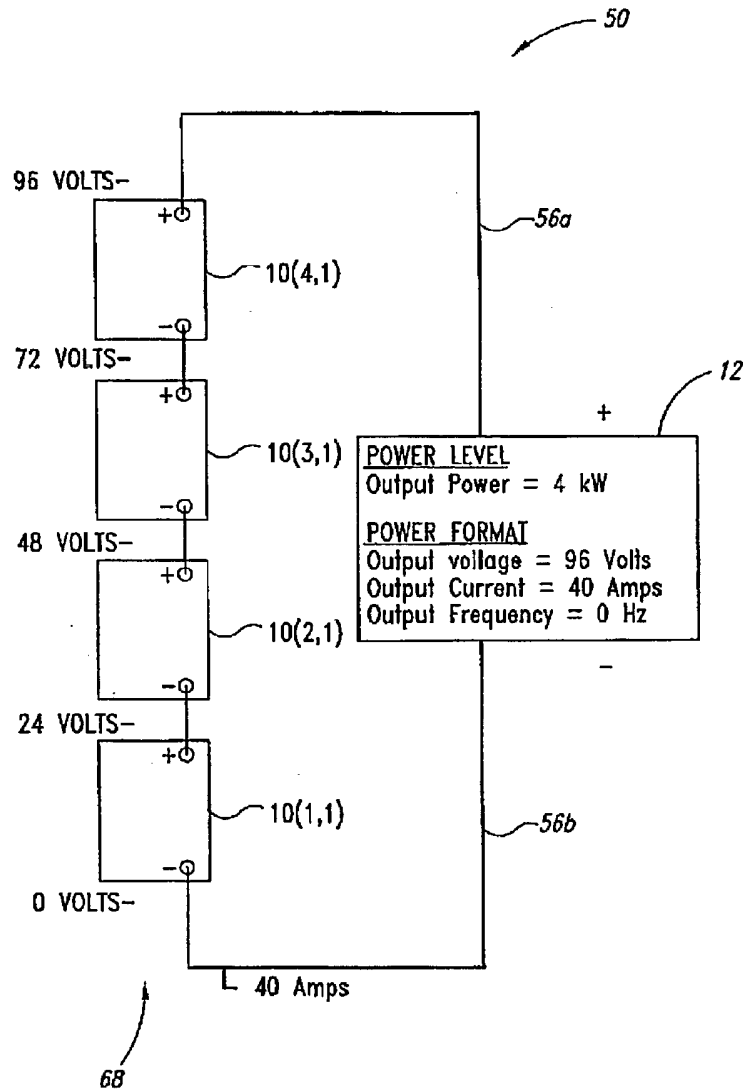 50
96 VOLTS-
+
56a
10(4,1)
-
72 VOLTS-
12
+
+
10(3,1)
POWER LEVEL
Output Power = 4 kW
-
POWER FORMAT
48 VOLTS-
Output vollage = 96 Volts
+
Output Current = 40 Amps
Output Frequency = 0 Hz
10(2,1)
-
-
24 VOLTS-
+
10(1,1)
56b
-
0 VOLTS-
40 Amps
68